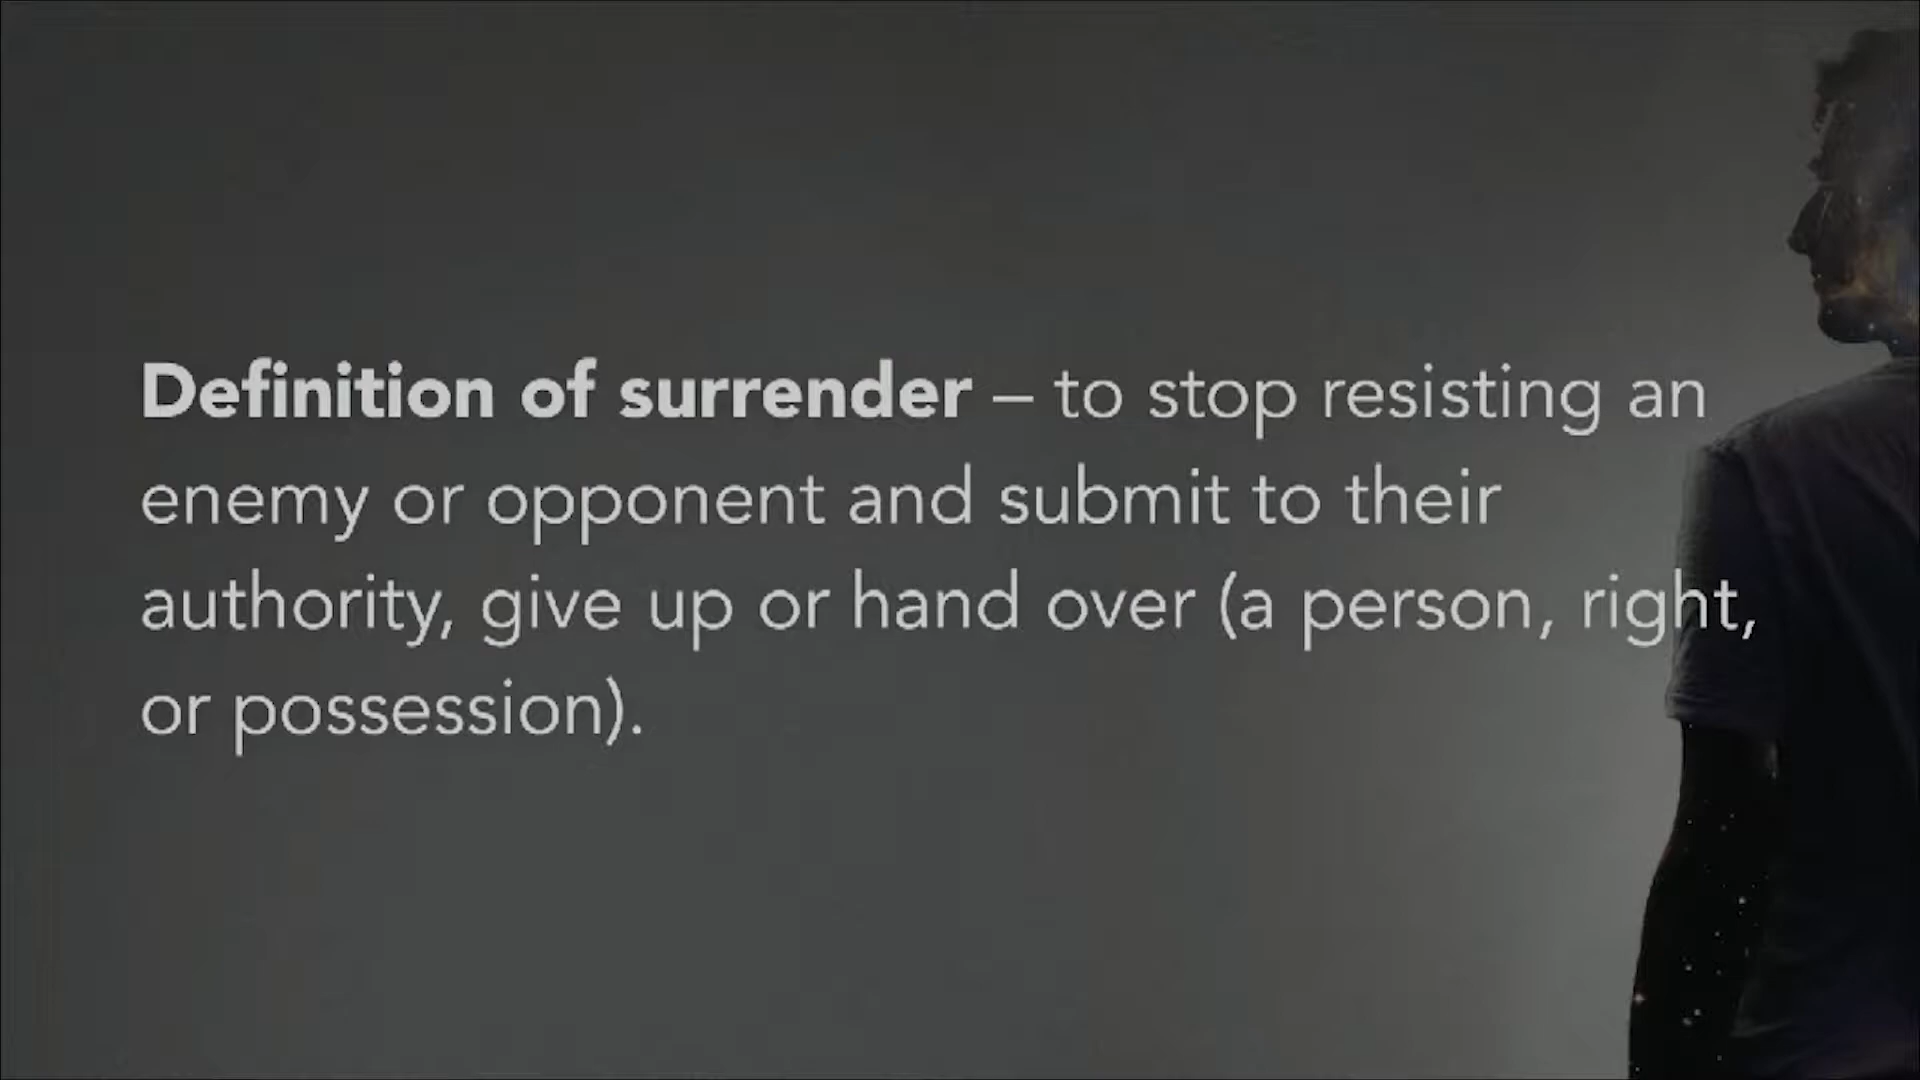 Definition of surrender – to stop resisting an
enemy or opponent and submit to their
authority, give up or hand over (a person, right,
or possession).